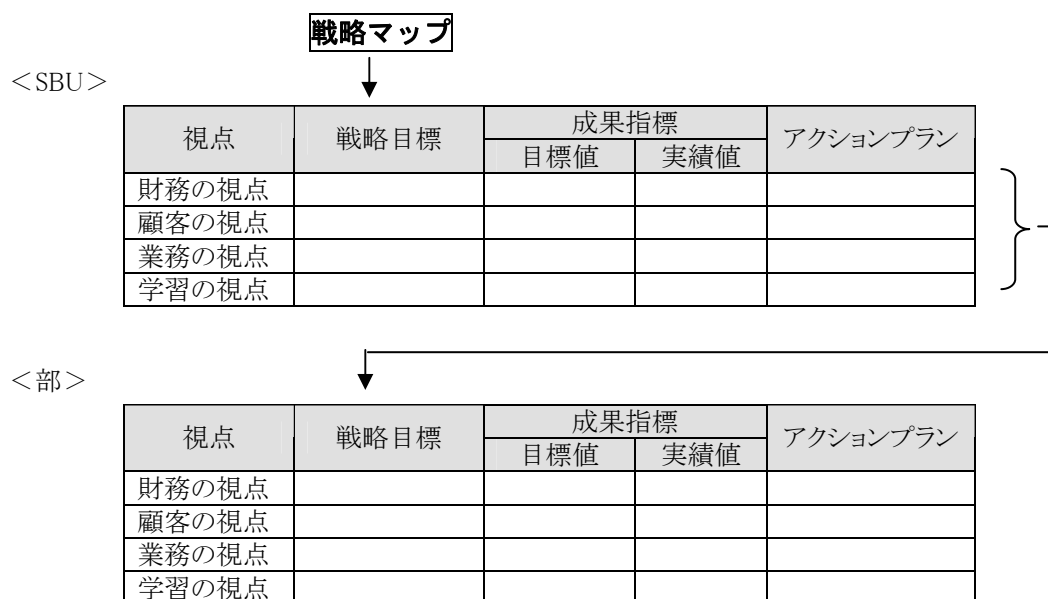 戦略マップ
＜SBU＞
視点 戦略目標 成果指標 アクションプラン
目標値 実績値
財務の視点
顧客の視点
業務の視点
学習の視点
＜部＞
視点 戦略目標 成果指標 アクションプラン
目標値 実績値
財務の視点
顧客の視点
業務の視点
学習の視点